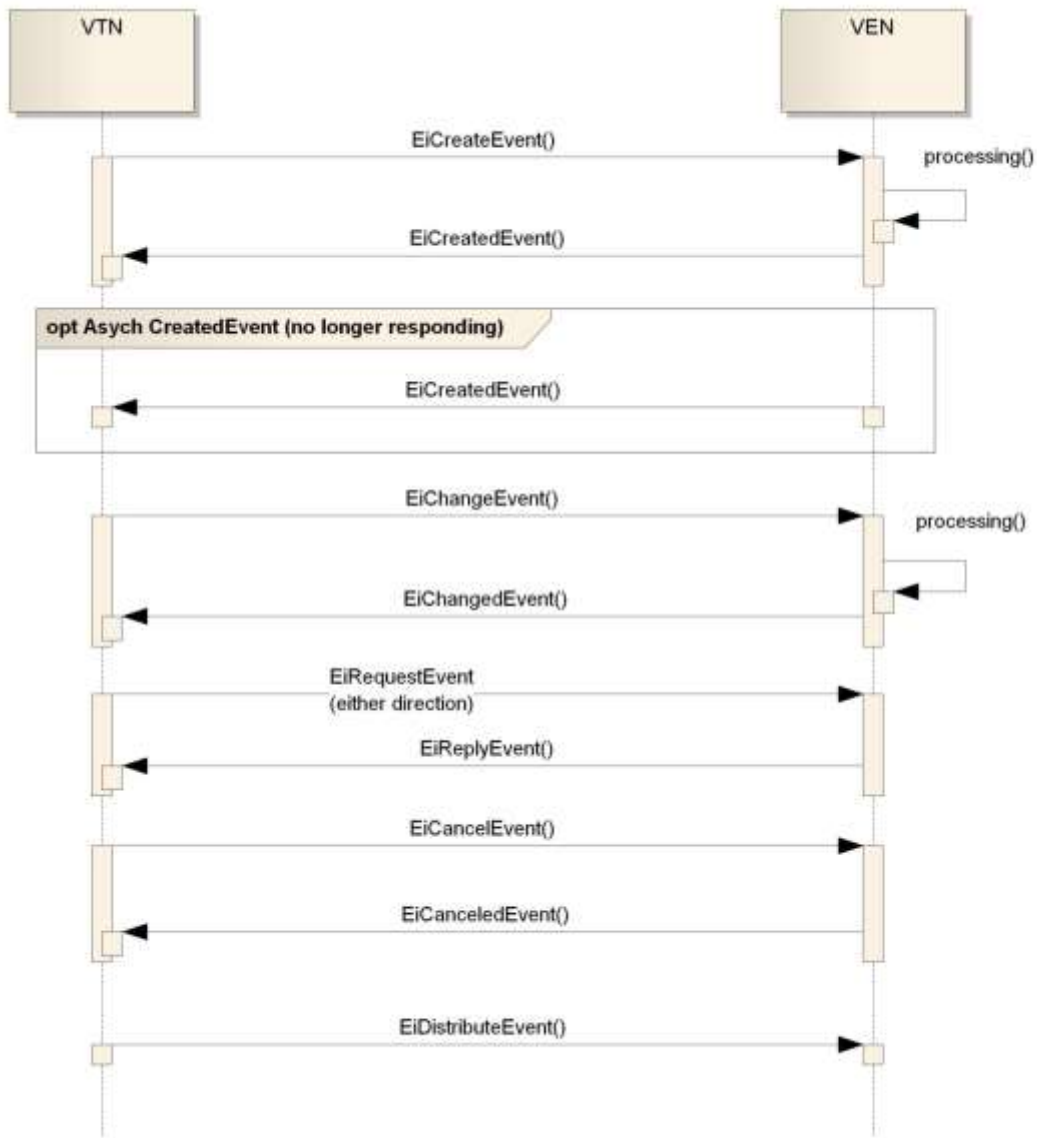 VTN
VEN
EiCreateEvent()
processing()
EiCreatedEvent()
opt Asych CreatedEvent (no longer responding)
EiCreatedEvent()
EiChangeEvent()
processing()
EiChangedEvent()
EiRequestEvent
(either direction)
EiReplyEvent()
EiCancelEvent()
EiCanceledEvent()
EiDistributeEvent()